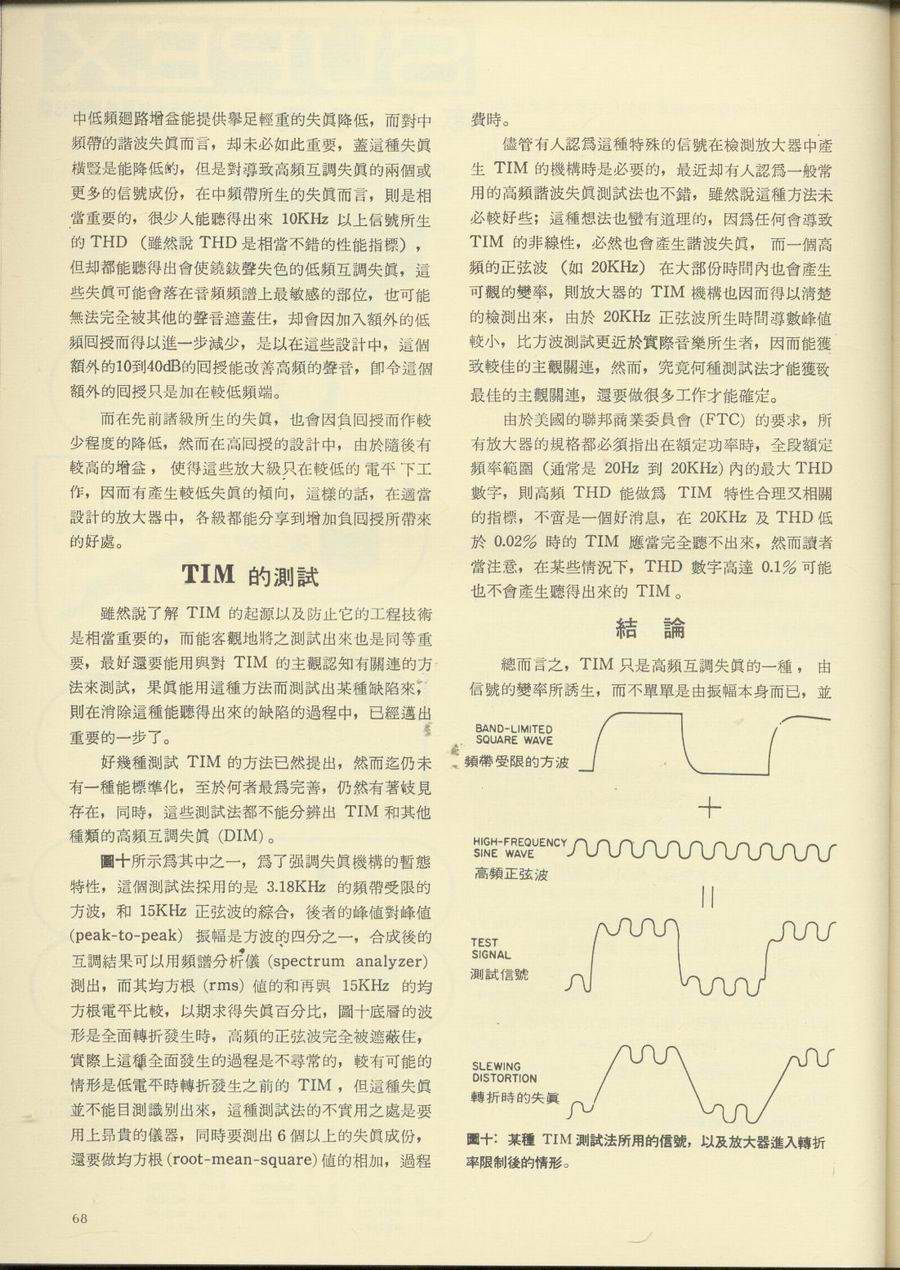 中低頻廻路增益能提供舉足輕重的失眞降低，而對中
頻帶的諧波失眞而言，却未必如此重要，蓋這種失眞
橫豎是能降低的，但是對導致高頻互調失眞的兩個或
更多的信號成份，在中頻帶所生的失眞而言，則是相
當重要的，很少人能聽得出來 10KHz 以上信號所生
的 THD （雖然說 THD 是相當不錯的性能指標），
但却都能聽得出會使鐃鈸聲失色的低頻互調失眞，這
些失眞可能會落在音頻頻譜上最敏感的部位，也可能
無法完全被其他的聲音遮蓋住，却會因加入額外的低
頻囘授而得以進一步減少，是以在這些設計中，這個
額外的10到40dB的囘授能改善高頻的聲音，卽令這個
額外的囘授只是加在較低頻端。
而在先前諸級所生的失眞，也會因負囘授而作較
少程度的降低，然而在高囘授的設計中，由於隨後有
較高的增益，使得這些放大級只在較低的電平下工
作，因而有產生較低失眞的傾向，這樣的話，在適當
設計的放大器中，各級都能分享到增加負囘授所帶來
的好處。
TIM 的測試
雖然說了解 TIM 的起源以及防止它的工程技術
是相當重要的，而能客觀地將之測試出來也是同等重
要，最好還要能用與對 TIM 的主觀認知有關連的方
法來測試，果眞能用這種方法而測試出某種缺陷來，
則在消除這種能聽得出來的缺陷的過程中，已經邁出
重要的一步了。
好幾種測試 TIM 的方法已然提出，然而迄仍未
有一種能標準化，至於何者最爲完善，仍然有著歧見
存在，同時，這些測試法都不能分辨出 TIM 和其他
種類的高頻互調失眞 (DIM)。
圖十所示爲其中之一，爲了强調失眞機構的暫態
特性，這個測試法採用的是 3.18KHz 的頻帶受限的
方波，和 15KHz 正弦波的綜合，後者的峰値對峰値
(peak-to-peak) 振幅是方波的四分之一，合成後的
互調結果可以用頻譜分析儀 (spectrum analyzer)
測出，而其均方根 (rms) 値的和再與 15KHz 的均
方根電平比較，以期求得失眞百分比，圖十底層的波
形是全面轉折發生時，高頻的正弦波完全被遮蔽住，
實際上這種全面發生的過程是不尋常的，較有可能的
情形是低電平時轉折發生之前的 TIM ，但這種失眞
並不能目測識别出來，這種測試法的不實用之處是要
用上昂貴的儀器，同時要測出 6 個以上的失眞成份，
還要做均方根 (root-mean-square) 値的相加，過程
68
費時。
儘管有人認爲這種特殊的信號在檢測放大器中產
生 TIM 的機構時是必要的，最近却有人認爲一般常
用的高頻諧波失眞測試法也不錯，雖然說這種方法未
必較好些；這種想法也蠻有道理的，因爲任何會導致
TIM 的非線性，必然也會產生諧波失眞，而一個高
頻的正弦波 （如 20KHz） 在大部份時間內也會產生
可觀的變率，則放大器的 TIM 機構也因而得以淸楚
的檢測出來，由於 20KHz 正弦波所生時間導數峰値
較小，比方波測試更近於實際音樂所生者，因而能獲
致較佳的主觀關連，然而，究竟何種測試法才能獲致
最佳的主觀關連，還要做很多工作才能確定。
由於美國的聯邦商業委員會 (FTC) 的要求，所
有放大器的規格都必須指出在額定功率時，全段額定
頻率範圍 (通常是 20Hz 到 20KHz) 內的最大 THD
數字，則高頻 THD 能做爲 TIM 特性合理又相關
的指標，不啻是一個好消息，在 20KHz 及 THD 低
於 0.02% 時的 TIM 應當完全聽不出來，然而讀者
當注意，在某些情況下，THD 數字高達 0.1% 可能
也不會產生聽得出來的 TIM 。
結 論
總而言之，TIM 只是高頻互調失眞的一種，由
信號的變率所誘生，而不單單是由振幅本身而已，並
BAND-LIMITED
SQUARE WAVE
頻帶受限的方波
+
HIGH-FREQUENCY
SINE WAVE
高頻正弦波
TEST
SIGNAL
測試信號
SLEWING
DISTORTION
轉折時的失眞
圖十：某種 TIM 測試法所用的信號，以及放大器進入轉折
率限制後的情形。